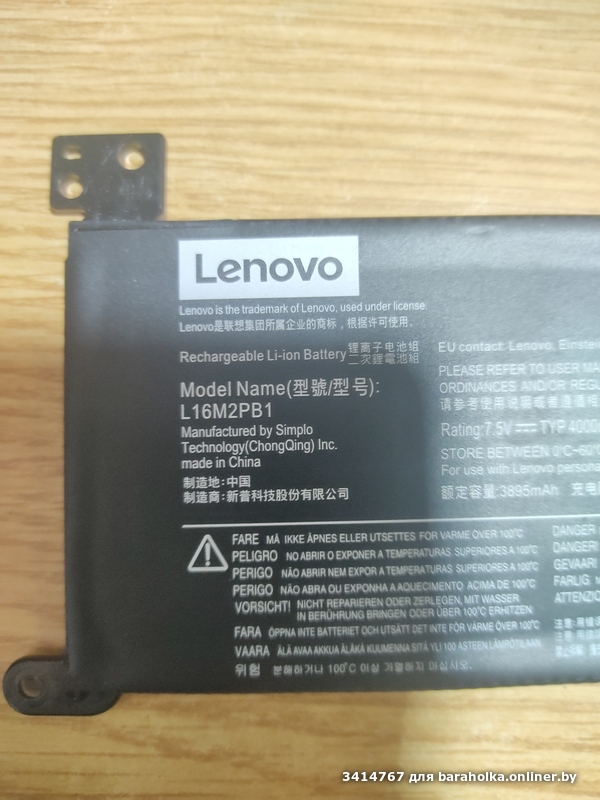 Lenovo
Lenovo is the trademark of Lenovo, used under license.
Lenovo是联想集团所属企业的商标，根据许可使用。
Rechargeable Li-ion Battery 锂离子电池组
二次鋰電池組
Model Name(型號/型号):
L16M2PB1
Manufactured by Simplo
Technology(ChongQing) Inc.
made in China
制造地:中国
制造商:新普科技股份有限公司
EU contact: Lenovo, Einstein
PLEASE REFER TO USER MA
ORDINANCES AND/OR REGU
请参考使用说明或
Rating:7.5V TYP 4000
STORE BETWEEN 0℃-60
For use with Lenovo persona
额定容量:3895mAh 充电
FARE MÅ IKKE ÅPNES ELLER UTSETTES FOR VARME OVER 100℃
PELIGRO NO ABRIR O EXPONER A TEMPERATURAS SUPERIORES A 100℃
PERIGO NÃO ABRIR NEM EXPOR A TEMPERATURAS SUPERIORES A 100℃
PERIGO NÃO ABRA OU EXPONHA A AQUECIMENTO ACIMA DE 100℃
VORSICHT! NICHT REPARIEREN ODER ZERLEGEN, MIT WASSER
IN BERÜHRUNG BRINGEN ODER ÜBER 100℃ ERHITZEN
FARA ÖPPNA INTE BATTERIET OCH UTSÄTT DET INTE FÖR VÄRME ÖVER 100℃
VAARA ÄLÄ AVAA AKKUA ÄLÄKÄ KUUMENNA SITÄ YLI 100 ASTEEN LÄMPÖTILAAN
위험 분해하거나 100℃ 이상 가열하지 마십시오.
DANGER
DANGER
GEVAAR!
FARLIG
ATTENZIO
3414767 для baraholka.onliner.by